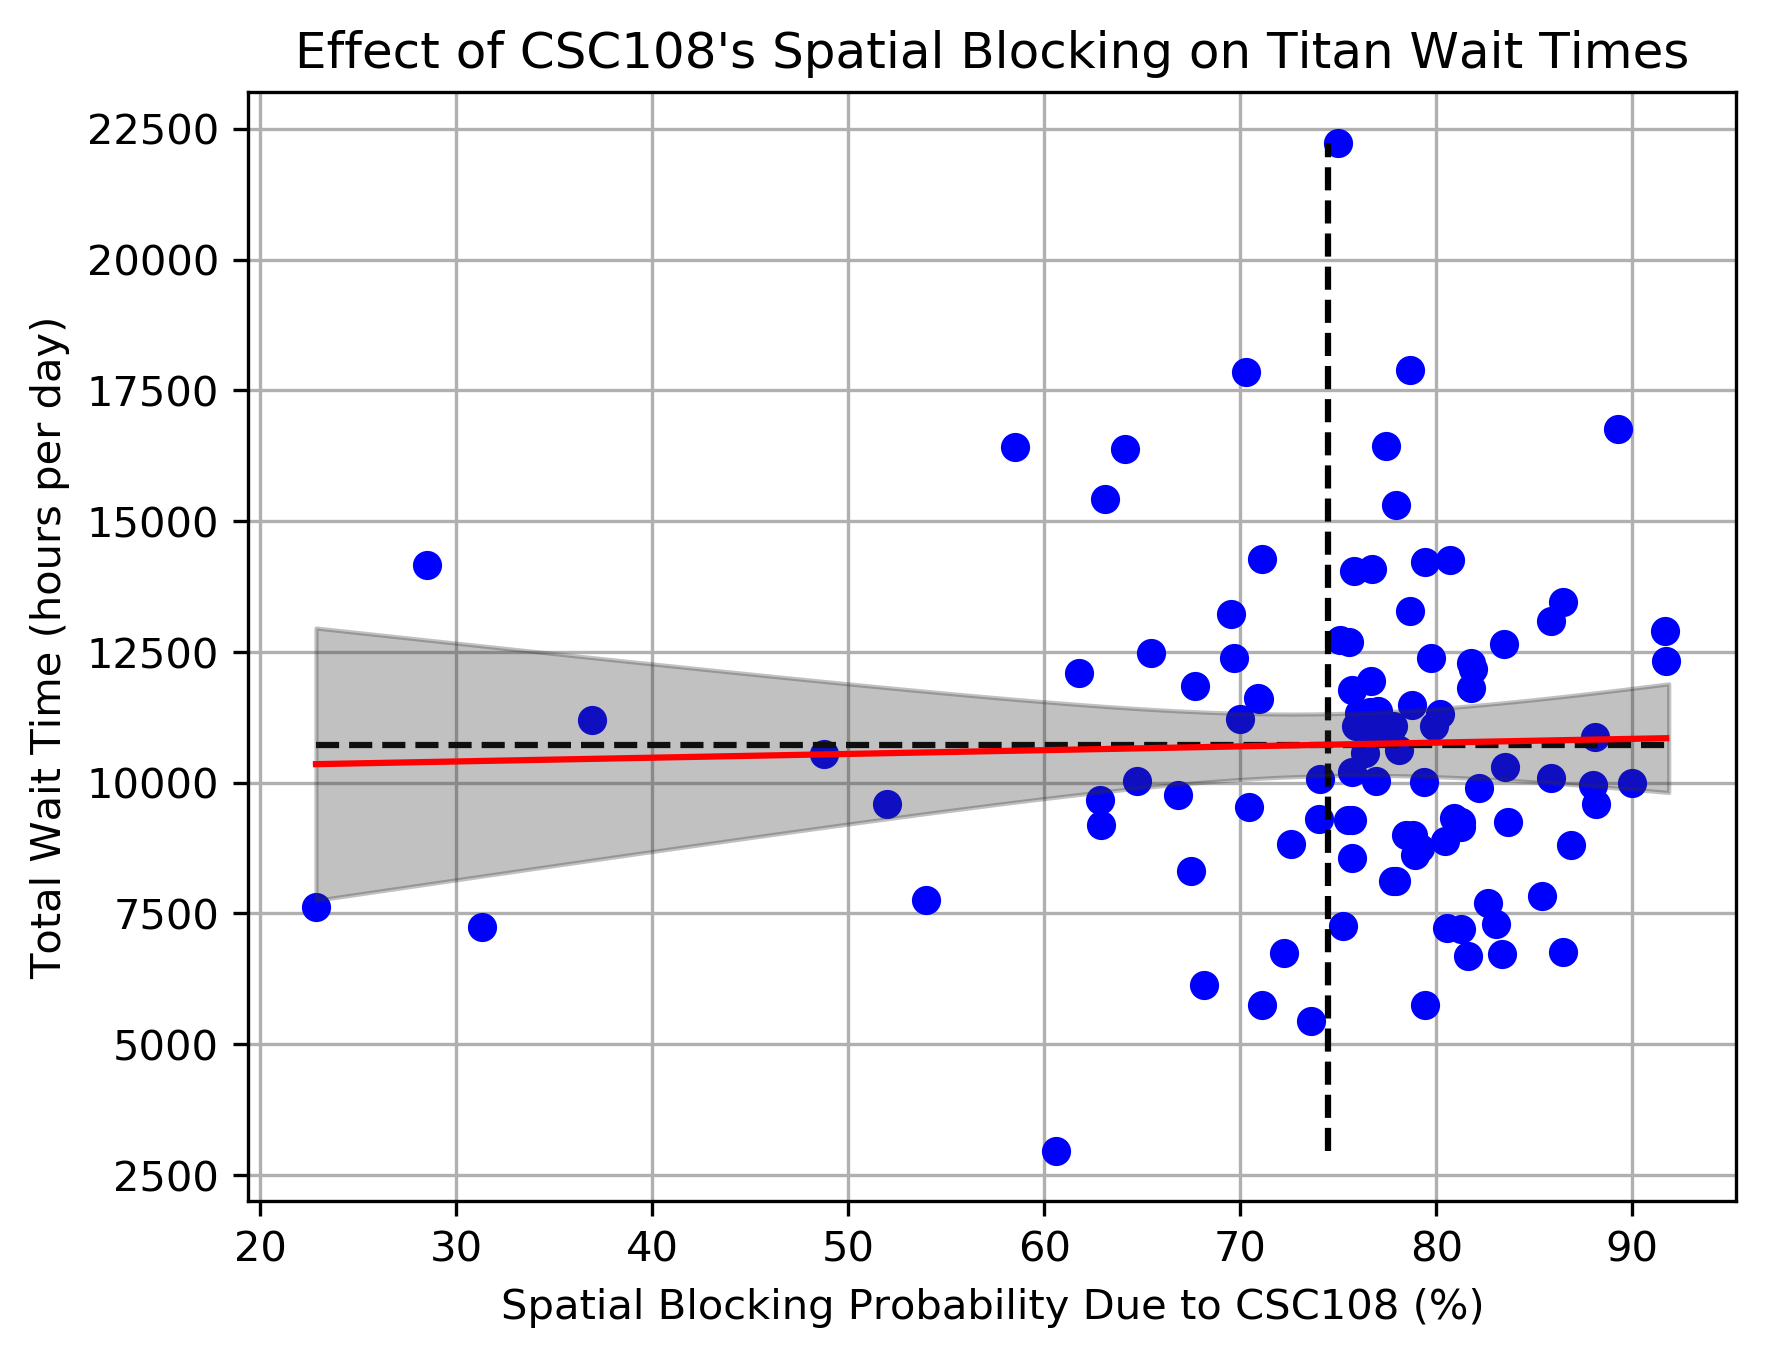 Effect of CSC108's Spatial Blocking on Titan Wait Times
Total Wait Time (hours per day)
22500
20000
17500
15000
12500
10000
7500
5000
2500
20 30 40 50 60 70 80 90
Spatial Blocking Probability Due to CSC108 (%)